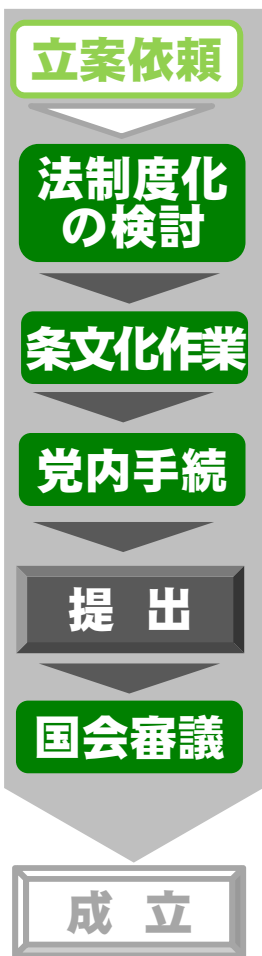 立案依頼
法制度化
の検討
条文化作業
党内手続
提 出
国会審議
成 立